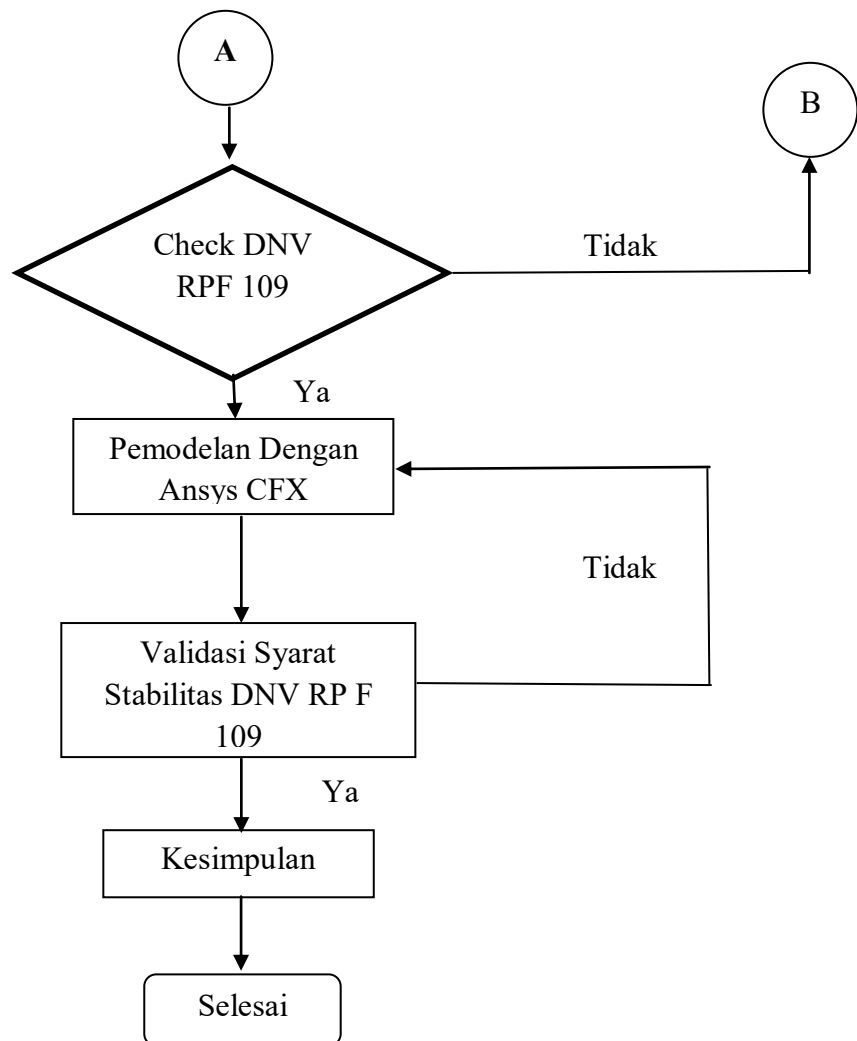 A
B
Check DNV
RPF 109
Tidak
Ya
Pemodelan Dengan
Ansys CFX
Tidak
Validasi Syarat
Stabilitas DNV RP F
109
Ya
Kesimpulan
Selesai